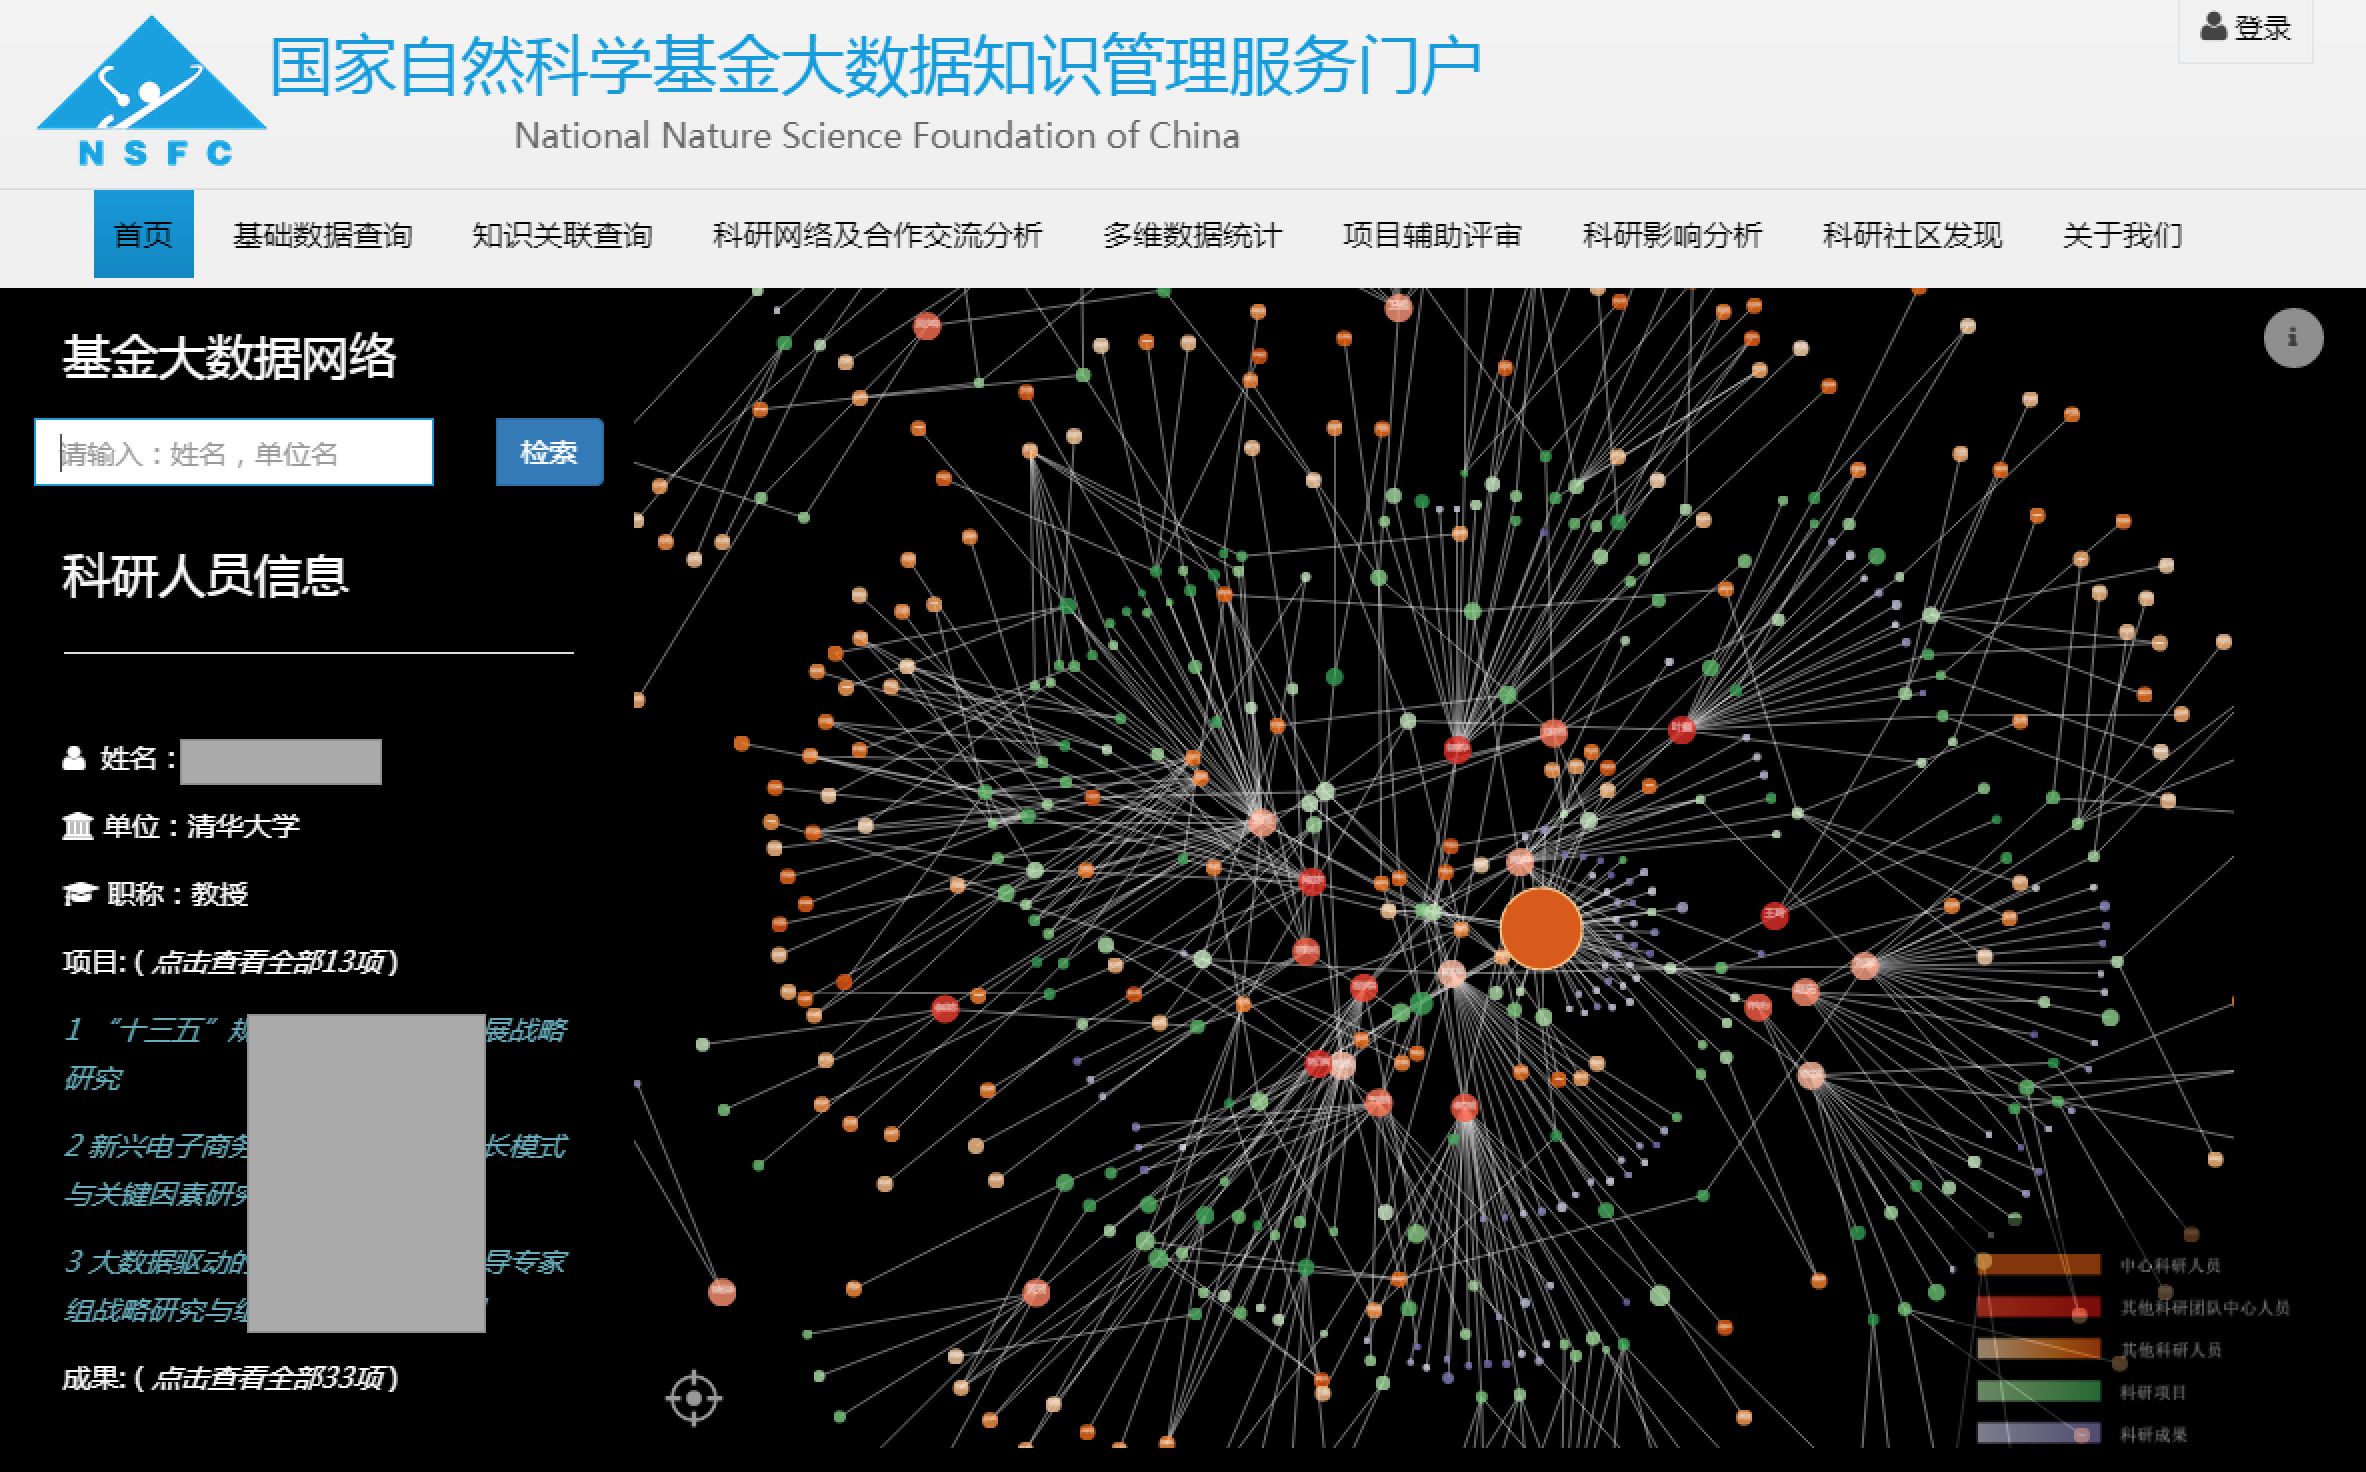 登录
国家自然科学基金大数据知识管理服务门户
National Nature Science Foundation of China
NSFC
首页 基础数据查询 知识关联查询 科研网络及合作交流分析 多维数据统计 项目辅助评审 科研影响分析 科研社区发现 关于我们
基金大数据网络
请输入：姓名，单位名 检索
科研人员信息
姓名：
单位：清华大学
职称：教授
项目: ( 点击查看全部13项 )
1 “十三五” 展战略
研究
2 新兴电子商务 长模式
与关键因素研究
3 大数据驱动的 导专家
组战略研究与
成果: ( 点击查看全部33项 )
中心科研人员
其他科研团队中心人员
其他科研人员
科研项目
科研成果